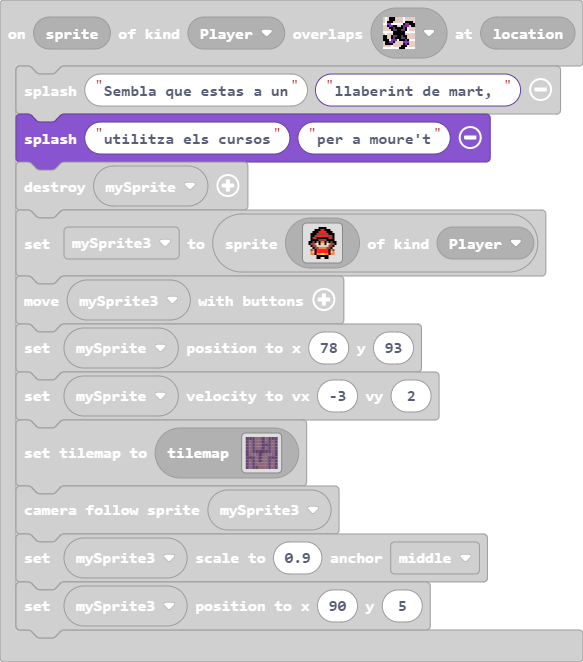 on sprite of kind Player overlaps at location
splash "Sembla que estas a un" "llaberint de mart, "
splash "utilitza els cursos" "per a moure't"
destroy mySprite
set mySprite3 to sprite of kind Player
move mySprite3 with buttons
set mySprite position to x 78 y 93
set mySprite velocity to vx -3 vy 2
set tilemap to tilemap
camera follow sprite mySprite3
set mySprite3 scale to 0.9 anchor middle
set mySprite3 position to x 90 y 5